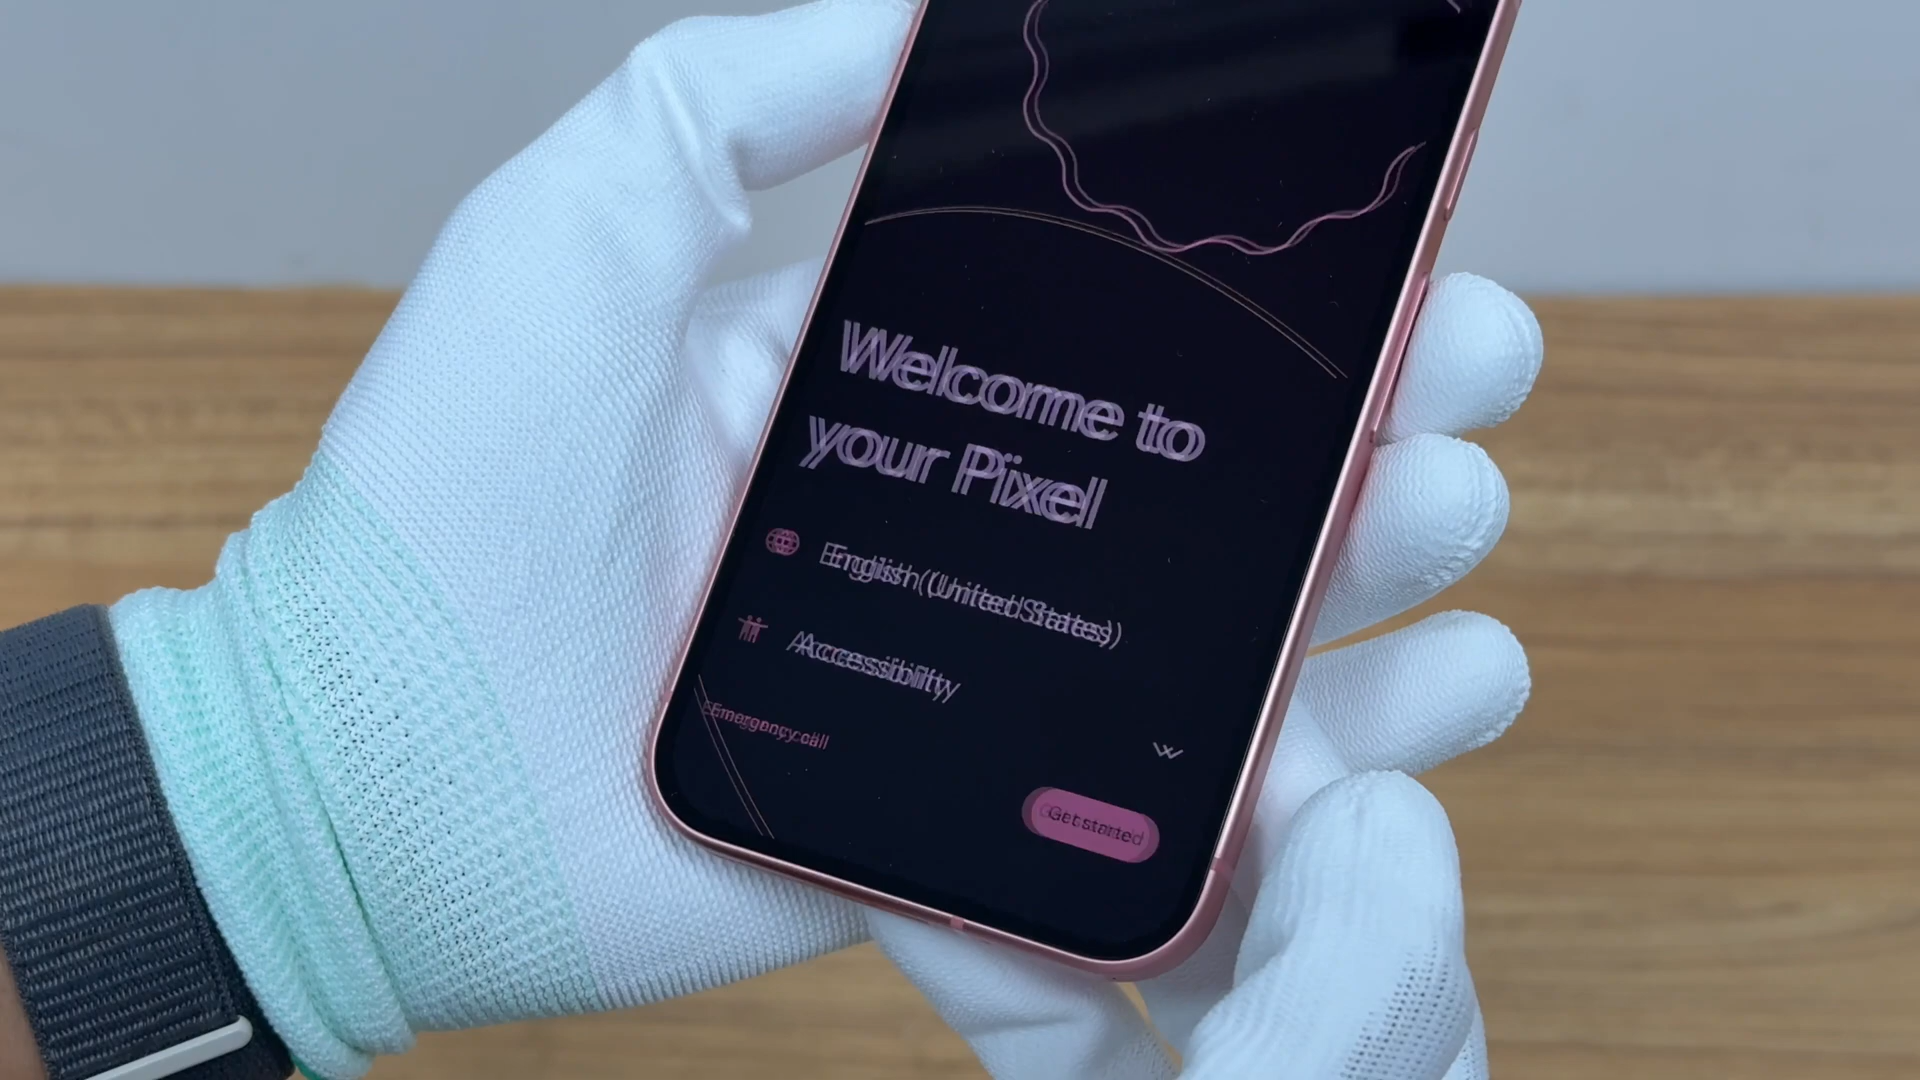 Welcome to
your Pixel
English (United States)
Accessibility
Emergency call
Get started